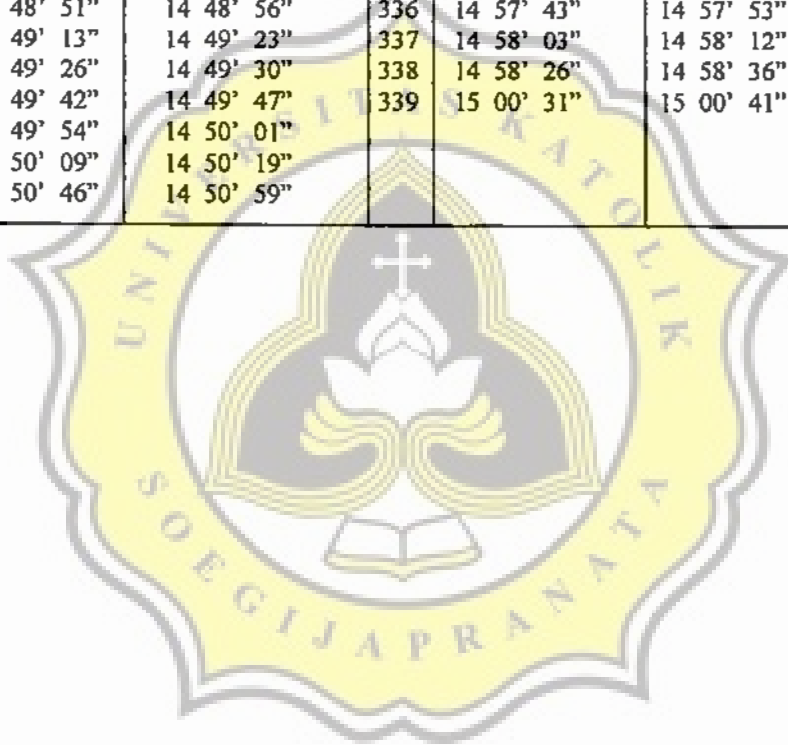 48’ 51” 14 48’ 56” 336 14 57’ 43” 14 57’ 53”
49’ 13” 14 49’ 23” 337 14 58’ 03” 14 58’ 12”
49’ 26” 14 49’ 30” 338 14 58’ 26” 14 58’ 36”
49’ 42” 14 49’ 47” 339 15 00’ 31” 15 00’ 41”
49’ 54” 14 50’ 01”
50’ 09” 14 50’ 19”
50’ 46” 14 50’ 59”
UNIVERSITAS KATOLIK
SOEGIJAPRANATA